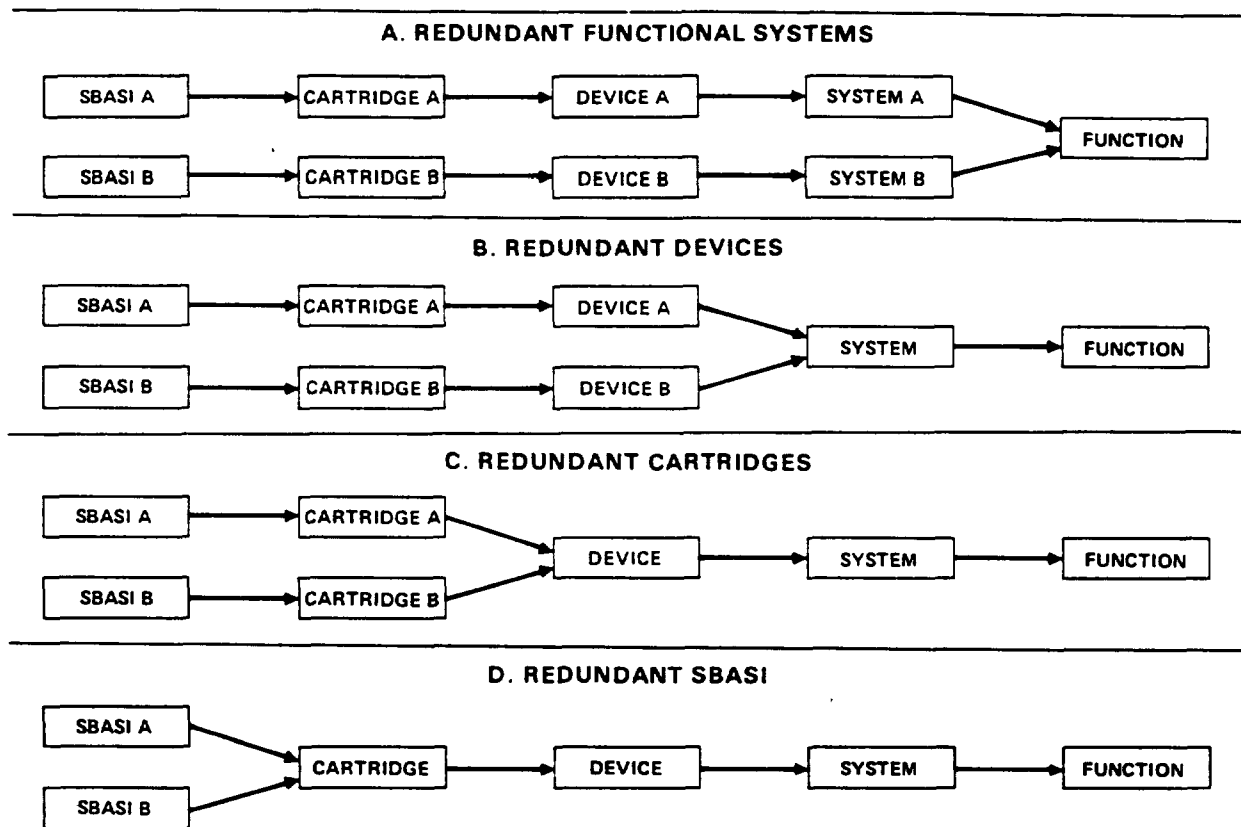 A. REDUNDANT FUNCTIONAL SYSTEMS
SBASI A CARTRIDGE A DEVICE A SYSTEM A
FUNCTION
SBASI B CARTRIDGE B DEVICE B SYSTEM B
B. REDUNDANT DEVICES
SBASI A CARTRIDGE A DEVICE A
SYSTEM FUNCTION
SBASI B CARTRIDGE B DEVICE B
C. REDUNDANT CARTRIDGES
SBASI A CARTRIDGE A
DEVICE SYSTEM FUNCTION
SBASI B CARTRIDGE B
D. REDUNDANT SBASI
SBASI A
CARTRIDGE DEVICE SYSTEM FUNCTION
SBASI B